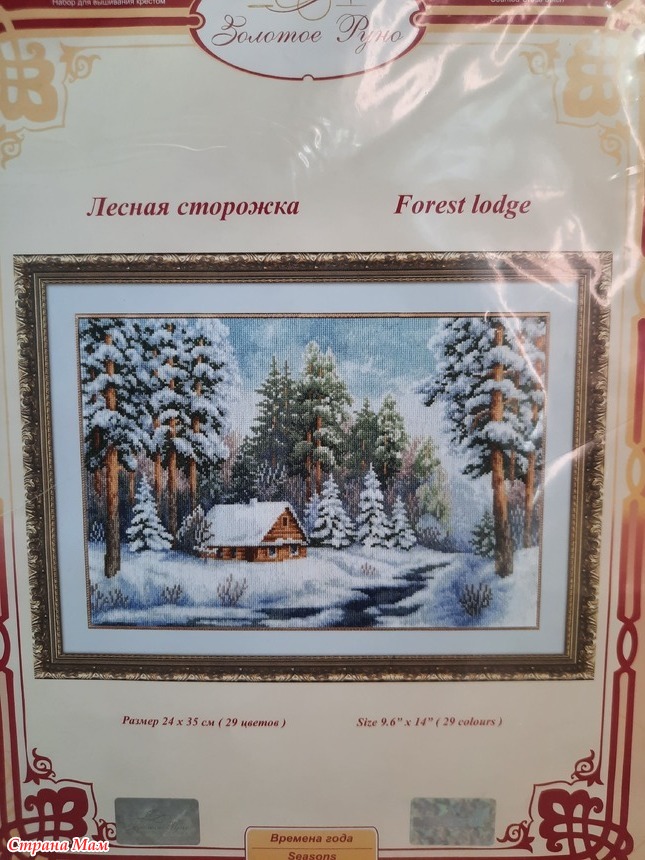 Набор для вышивания крестом
Золотое Руно
Лесная сторожка
Forest lodge
Размер 24 х 35 см ( 29 цветов )
Size 9.6” x 14” ( 29 colours )
Времена года
Seasons
Страна Мам